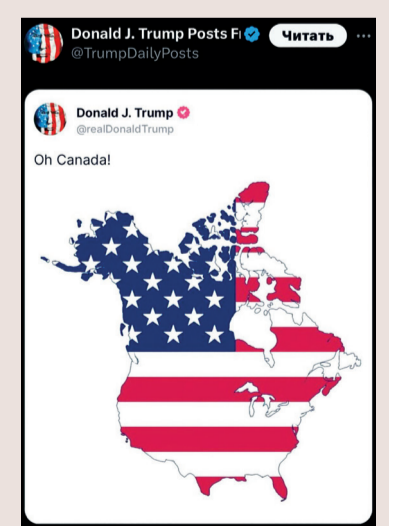 Donald J. Trump Posts F
Читать
@TrumpDailyPosts
Donald J. Trump
@realDonaldTrump
Oh Canada!